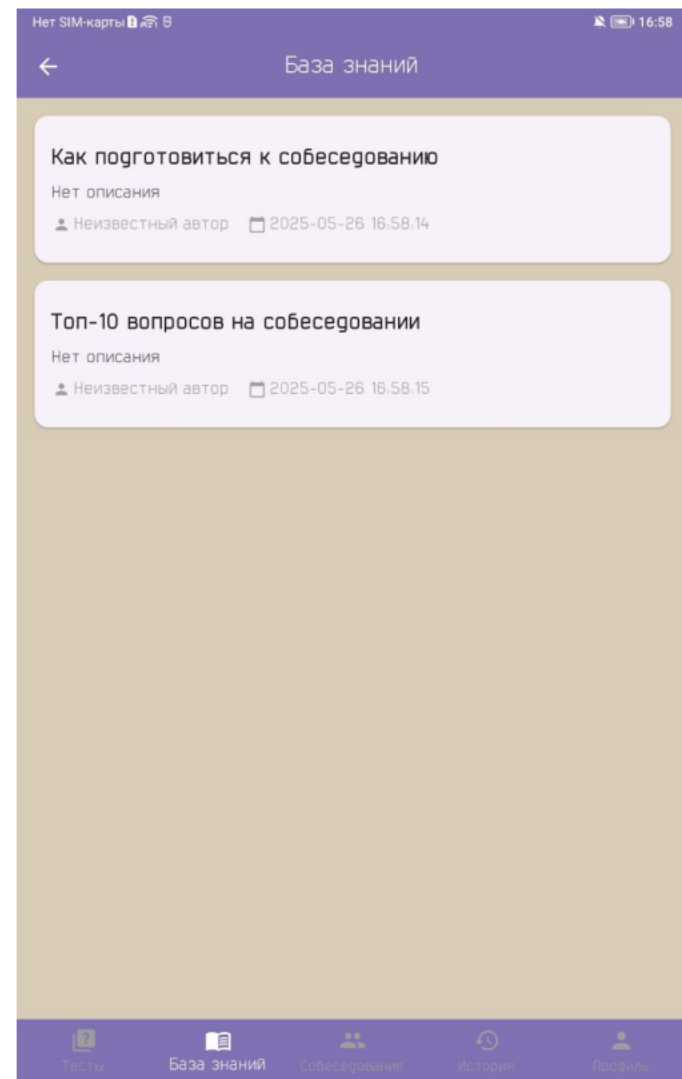 Нет SIM-карты
16:58
База знаний
Как подготовиться к собеседованию
Нет описания
Неизвестный автор 2025-05-26 16:58:14
Топ-10 вопросов на собеседовании
Нет описания
Неизвестный автор 2025-05-26 16:58:15
Тесты База знаний Собеседование История Профиль